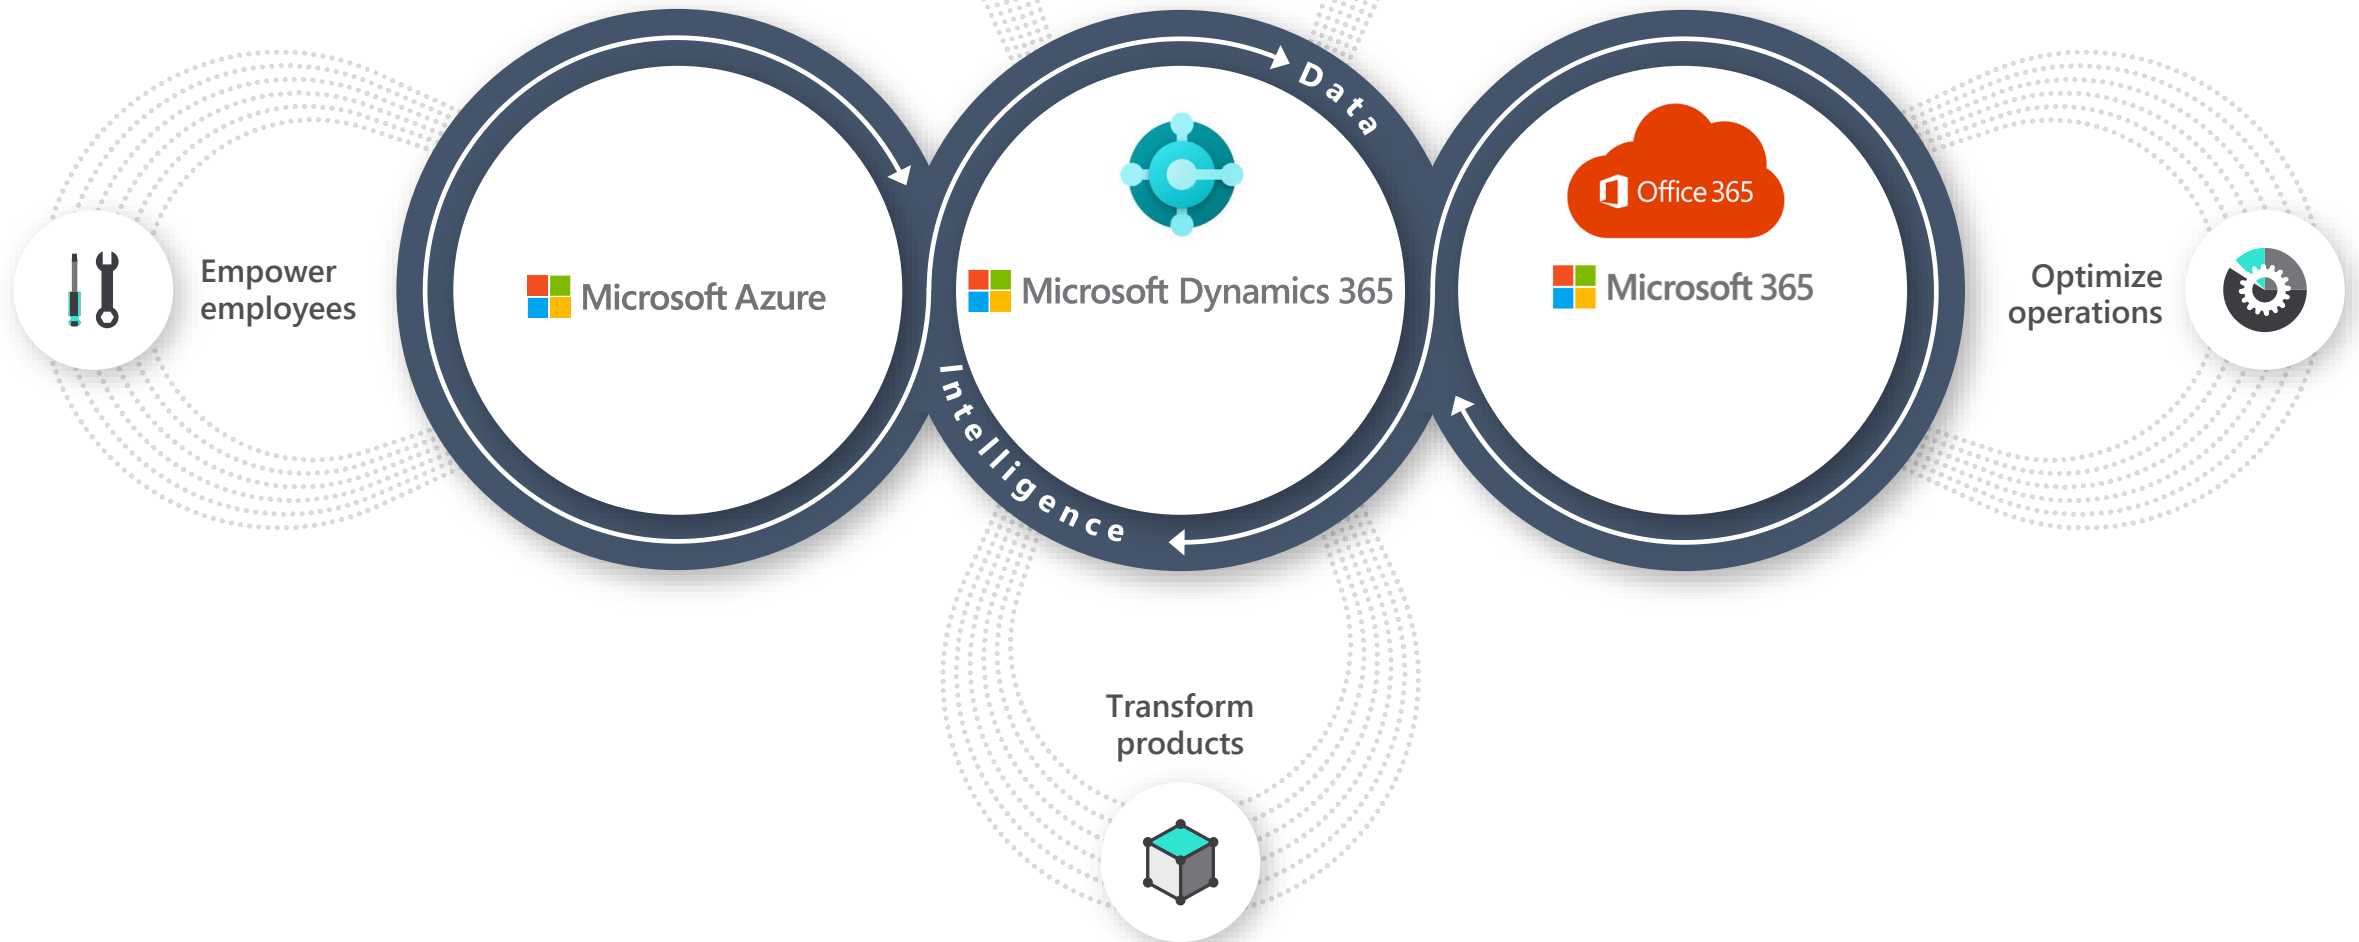 Data
Office 365
Empower
employees
Microsoft Azure
Microsoft Dynamics 365
Microsoft 365
Optimize
operations
Intelligence
Transform
products